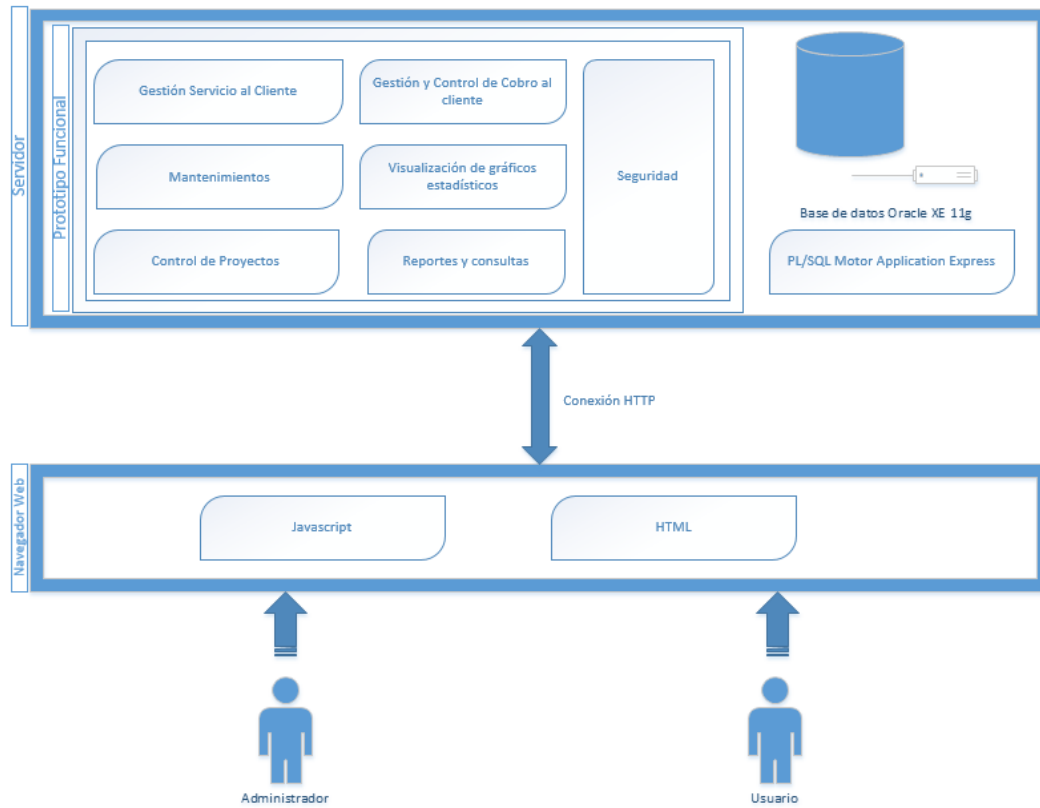 Servidor
Prototipo Funcional
Gestión Servicio al Cliente
Gestión y Control de Cobro al
cliente
Mantenimientos
Visualización de gráficos
estadísticos
Seguridad
Control de Proyectos
Reportes y consultas
Base de datos Oracle XE 11g
PL/SQL Motor Application Express
Conexión HTTP
Navegador Web
Javascript
HTML
Administrador
Usuario